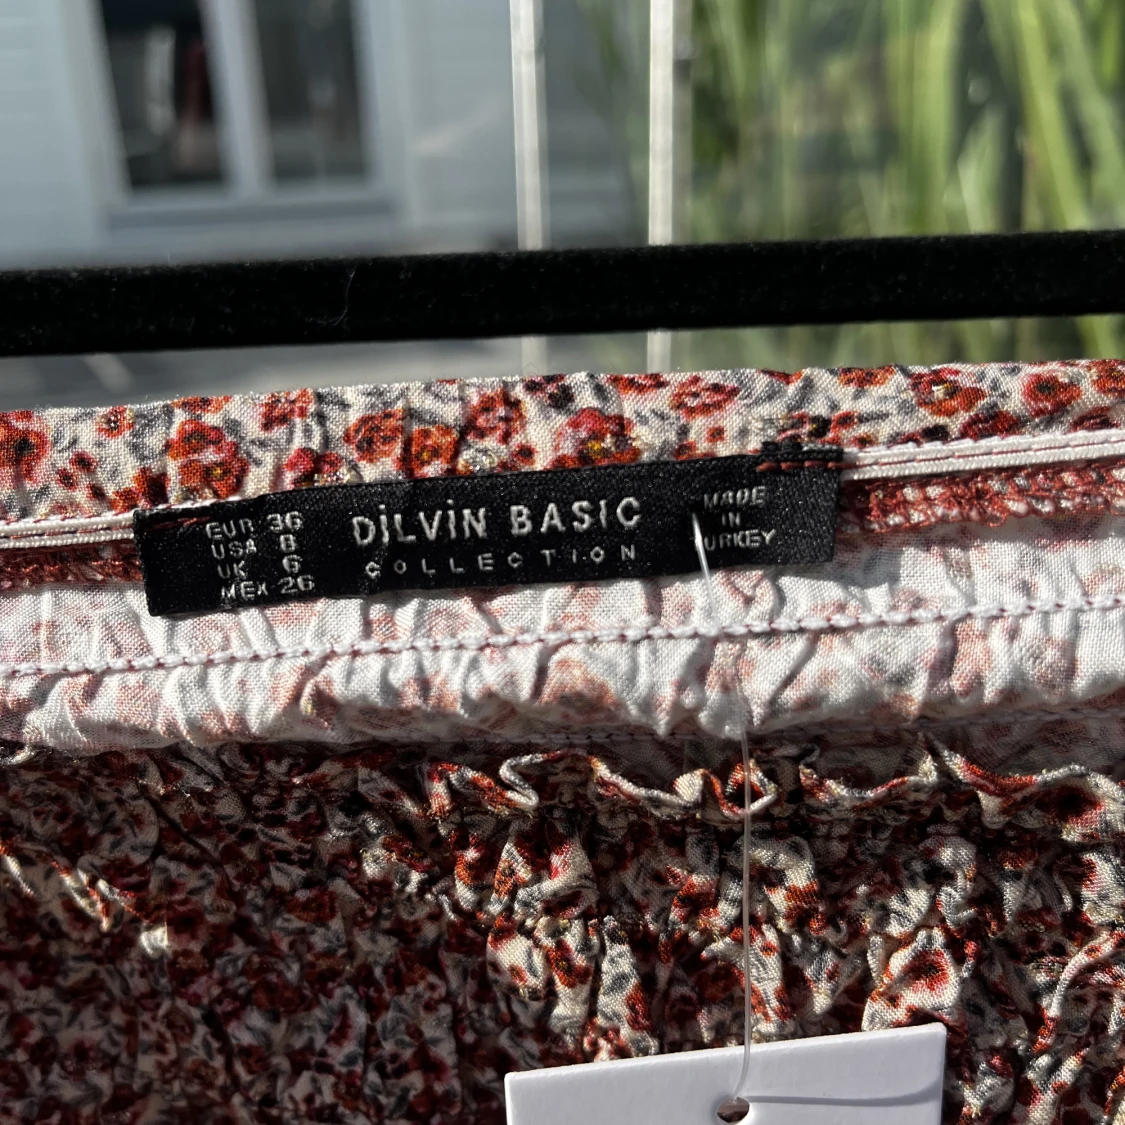 EUR 36
USA 8
UK 6
MEX 26
DİLVİN BASIC
COLLECTION
MADE
IN
URKEY